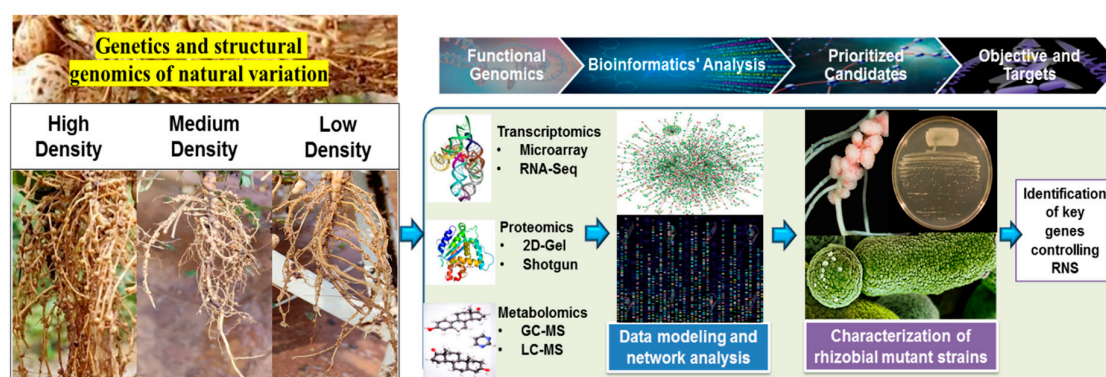 Genetics and structural
genomics of natural variation
High
Density
Medium
Density
Low
Density
Functional
Genomics
Bioinformatics' Analysis
Prioritized
Candidates
Objective and
Targets
Transcriptomics
• Microarray
• RNA-Seq
Proteomics
• 2D-Gel
• Shotgun
Metabolomics
• GC-MS
• LC-MS
Data modeling and
network analysis
Characterization of
rhizobial mutant strains
Identification
of key
genes
controlling
RNS